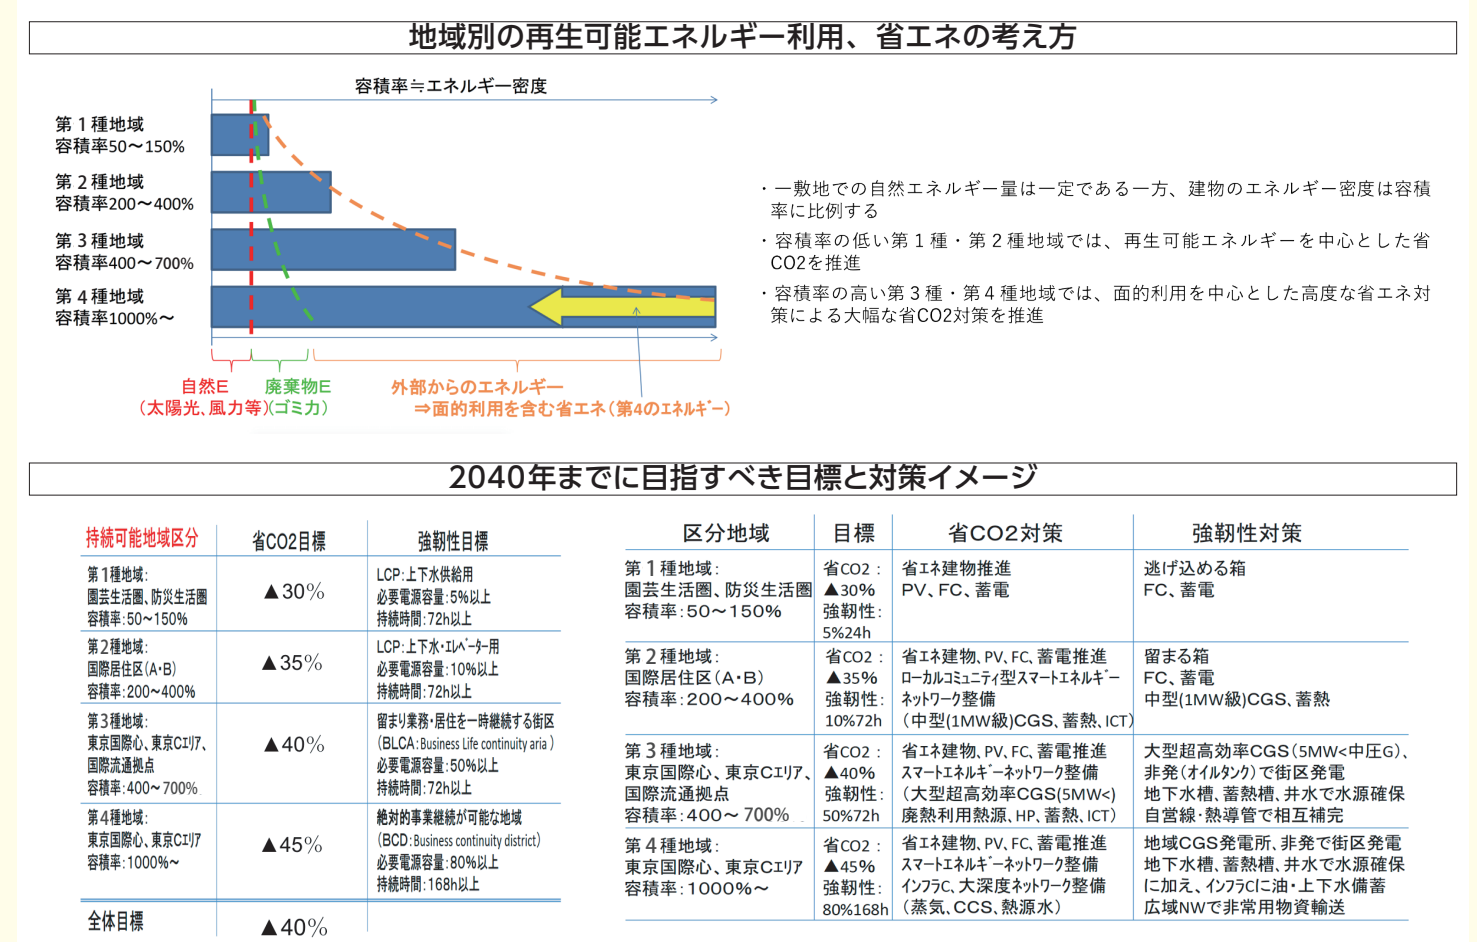 地域別の再生可能エネルギー利用、省エネの考え方
容積率≒エネルギー密度
第１種地域
容積率50～150%
第２種地域
容積率200～400%
第３種地域
容積率400～700%
第４種地域
容積率1000%～
自然E
（太陽光、風力等）
廃棄物E
（ゴミ力）
外部からのエネルギー
⇒面的利用を含む省エネ（第4のエネルギー）
・一敷地での自然エネルギー量は一定である一方、建物のエネルギー密度は容積
率に比例する
・容積率の低い第１種・第２種地域では、再生可能エネルギーを中心とした省
CO2を推進
・容積率の高い第３種・第４種地域では、面的利用を中心とした高度な省エネ対
策による大幅な省CO2対策を推進
2040年までに目指すべき目標と対策イメージ
持続可能地域区分
省CO2目標
強靭性目標
第1種地域：
園芸生活圏、防災生活圏
容積率：50～150%
▲30%
LCP：上下水供給用
必要電源容量：5%以上
持続時間：72h以上
第2種地域：
国際居住区（A・B）
容積率：200～400%
▲35%
LCP：上下水・エレベーター用
必要電源容量：10%以上
持続時間：72h以上
第3種地域：
東京国際心、東京Cエリア、
国際流通拠点
容積率：400～700%
▲40%
留まり業務・居住を一時継続する街区
（BLCA：Business Life continuity aria ）
必要電源容量：50%以上
持続時間：72h以上
第4種地域：
東京国際心、東京Cエリア
容積率：1000%～
▲45%
絶対的事業継続が可能な地域
（BCD：Business continuity district）
必要電源容量：80%以上
持続時間：168h以上
全体目標
▲40%
区分地域
目標
省CO2対策
強靭性対策
第１種地域：
園芸生活圏、防災生活圏
容積率：50～150%
省CO2：
▲30%
強靭性：
5%24h
省エネ建物推進
PV、FC、蓄電
逃げ込める箱
FC、蓄電
第２種地域：
国際居住区（A・B）
容積率：200～400%
省CO2：
▲35%
強靭性：
10%72h
省エネ建物、PV、FC、蓄電推進
ローカルコミュニティ型スマートエネルギー
ネットワーク整備
（中型(1MW級)CGS、蓄熱、ICT）
留まる箱
FC、蓄電
中型(1MW級)CGS、蓄熱
第３種地域：
東京国際心、東京Cエリア、
国際流通拠点
容積率：400～700%
省CO2：
▲40%
強靭性：
50%72h
省エネ建物、PV、FC、蓄電推進
スマートエネルギーネットワーク整備
（大型超高効率CGS(5MW<)
廃熱利用熱源、HP、蓄熱、ICT）
大型超高効率CGS（5MW<中圧G）、
非発（オイルタンク）で街区発電
地下水槽、蓄熱槽、井水で水源確保
自営線・熱導管で相互補完
第４種地域：
東京国際心、東京Cエリア
容積率：1000%～
省CO2：
▲45%
強靭性：
80%168h
省エネ建物、PV、FC、蓄電推進
スマートエネルギーネットワーク整備
インフラC、大深度ネットワーク整備
（蒸気、CCS、熱源水）
地域CGS発電所、非発で街区発電
地下水槽、蓄熱槽、井水で水源確保
に加え、インフラCに油・上下水備蓄
広域NWで非常用物資輸送